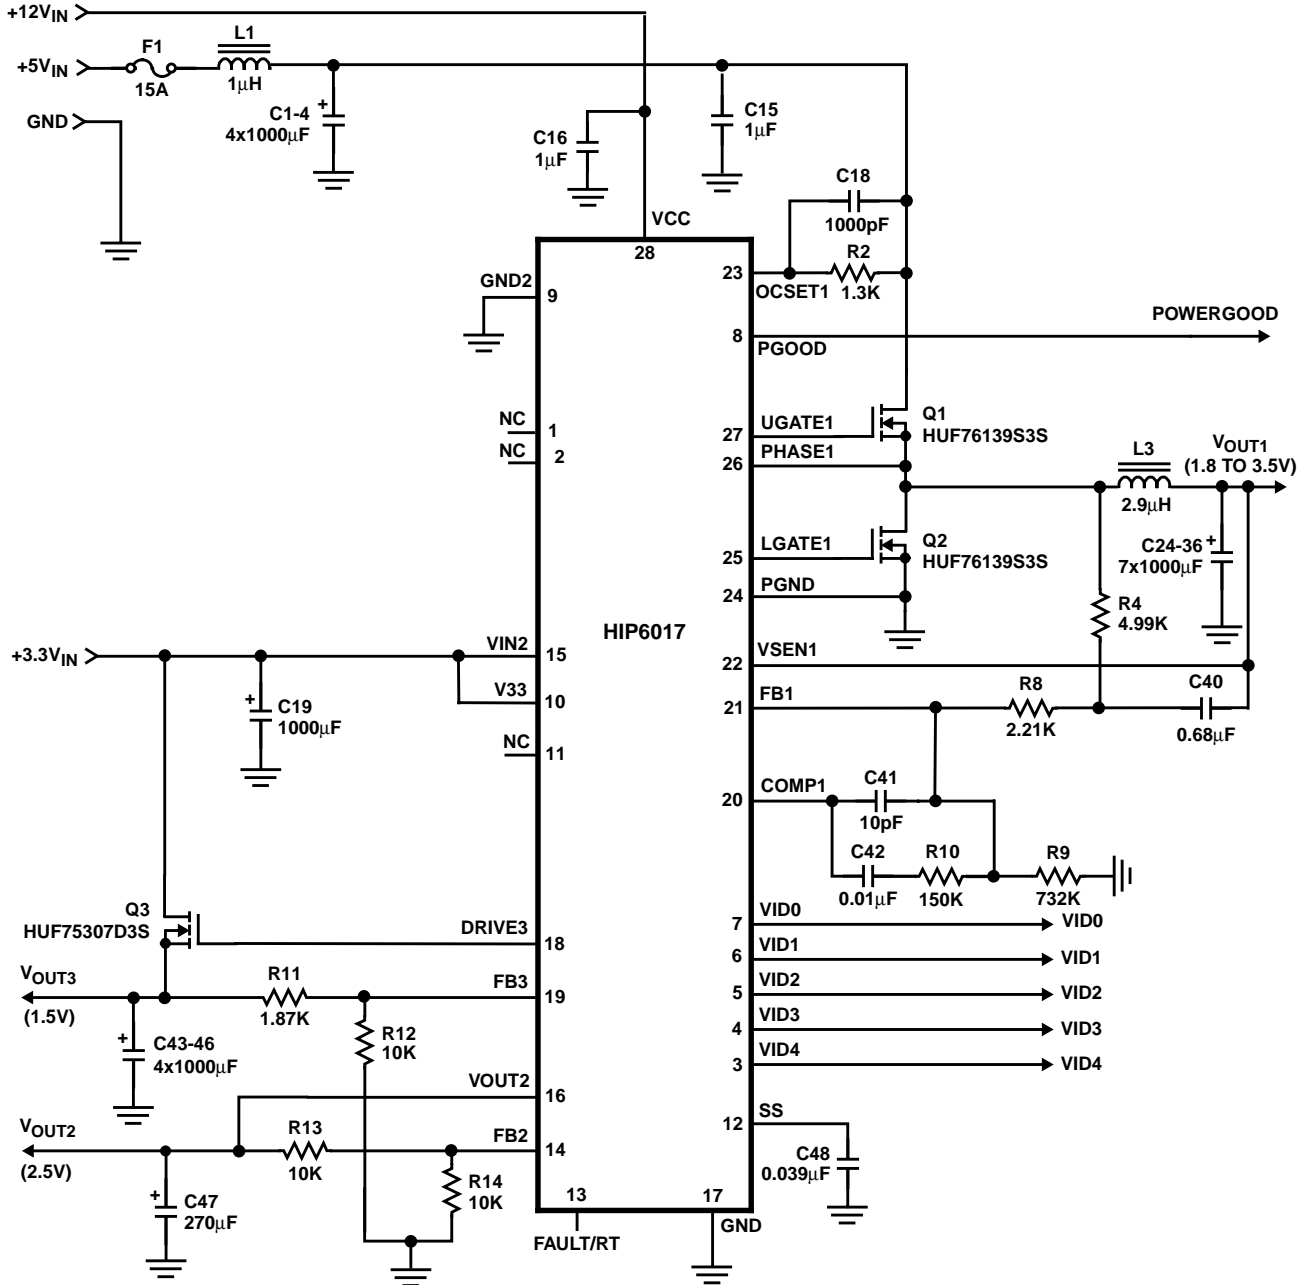 +12VIN
F1
L1
+5VIN
15A
1µH
C1-4
+
4x1000µF
C15
1µF
GND
C16
1µF
C18
1000pF
VCC
28
R2
1.3K
23
OCSET1
GND2
9
POWERGOOD
8
PGOOD
NC
1
NC
2
UGATE1
27
PHASE1
26
Q1
HUF76139S3S
L3
2.9µH
VOUT1
(1.8 TO 3.5V)
LGATE1
25
PGND
24
Q2
HUF76139S3S
C24-36
+
7x1000µF
R4
4.99K
HIP6017
+3.3VIN
VIN2
15
VSEN1
22
V33
10
+
C19
1000µF
FB1
21
R8
2.21K
C40
0.68µF
NC
11
COMP1
20
C41
10pF
C42
0.01µF
R10
150K
R9
732K
Q3
HUF75307D3S
DRIVE3
18
VID0
7
VID0
VID1
6
VID1
VOUT3
(1.5V)
R11
1.87K
FB3
19
VID2
5
VID2
+
C43-46
4x1000µF
R12
10K
VID3
4
VID3
VID4
3
VID4
VOUT2
16
SS
12
C48
0.039µF
VOUT2
(2.5V)
R13
10K
FB2
14
+
C47
270µF
R14
10K
13
FAULT/RT
17
GND